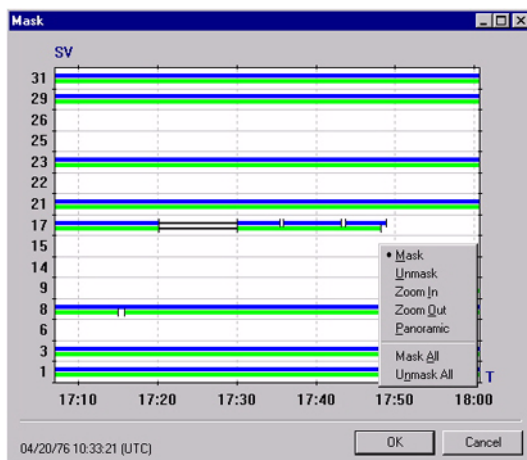 Mask
SV
31
29
26
25
23
22
21
17
15
14
9
8
6
3
1
• Mask
Unmask
Zoom In
Zoom Out
Panoramic
Mask All
Unmask All
T
17:10 17:20 17:30 17:40 17:50 18:00
04/20/76 10:33:21 (UTC)
OK Cancel